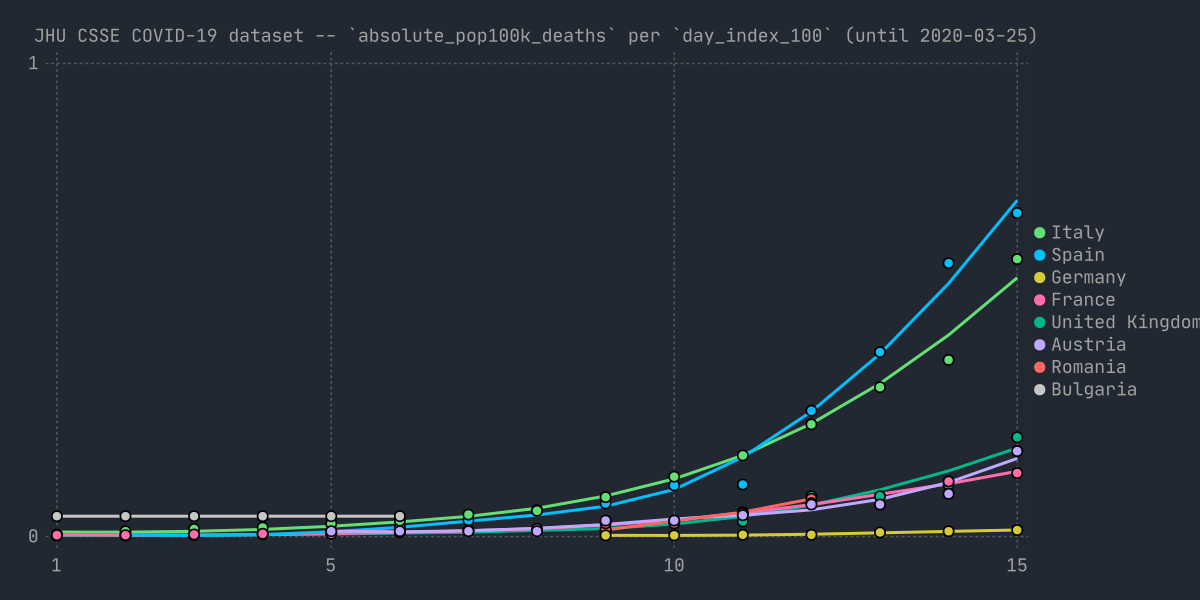 JHU CSSE COVID-19 dataset -- `absolute_pop100k_deaths` per `day_index_100` (until 2020-03-25)
1
Italy
Spain
Germany
France
United Kingdom
Austria
Romania
Bulgaria
0
1 5 10 15